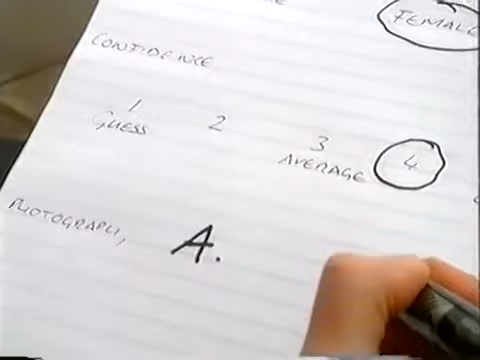 FEMALE
CONFIDENCE
1 2 3 4
GUESS AVERAGE
PHOTOGRAPH, A.